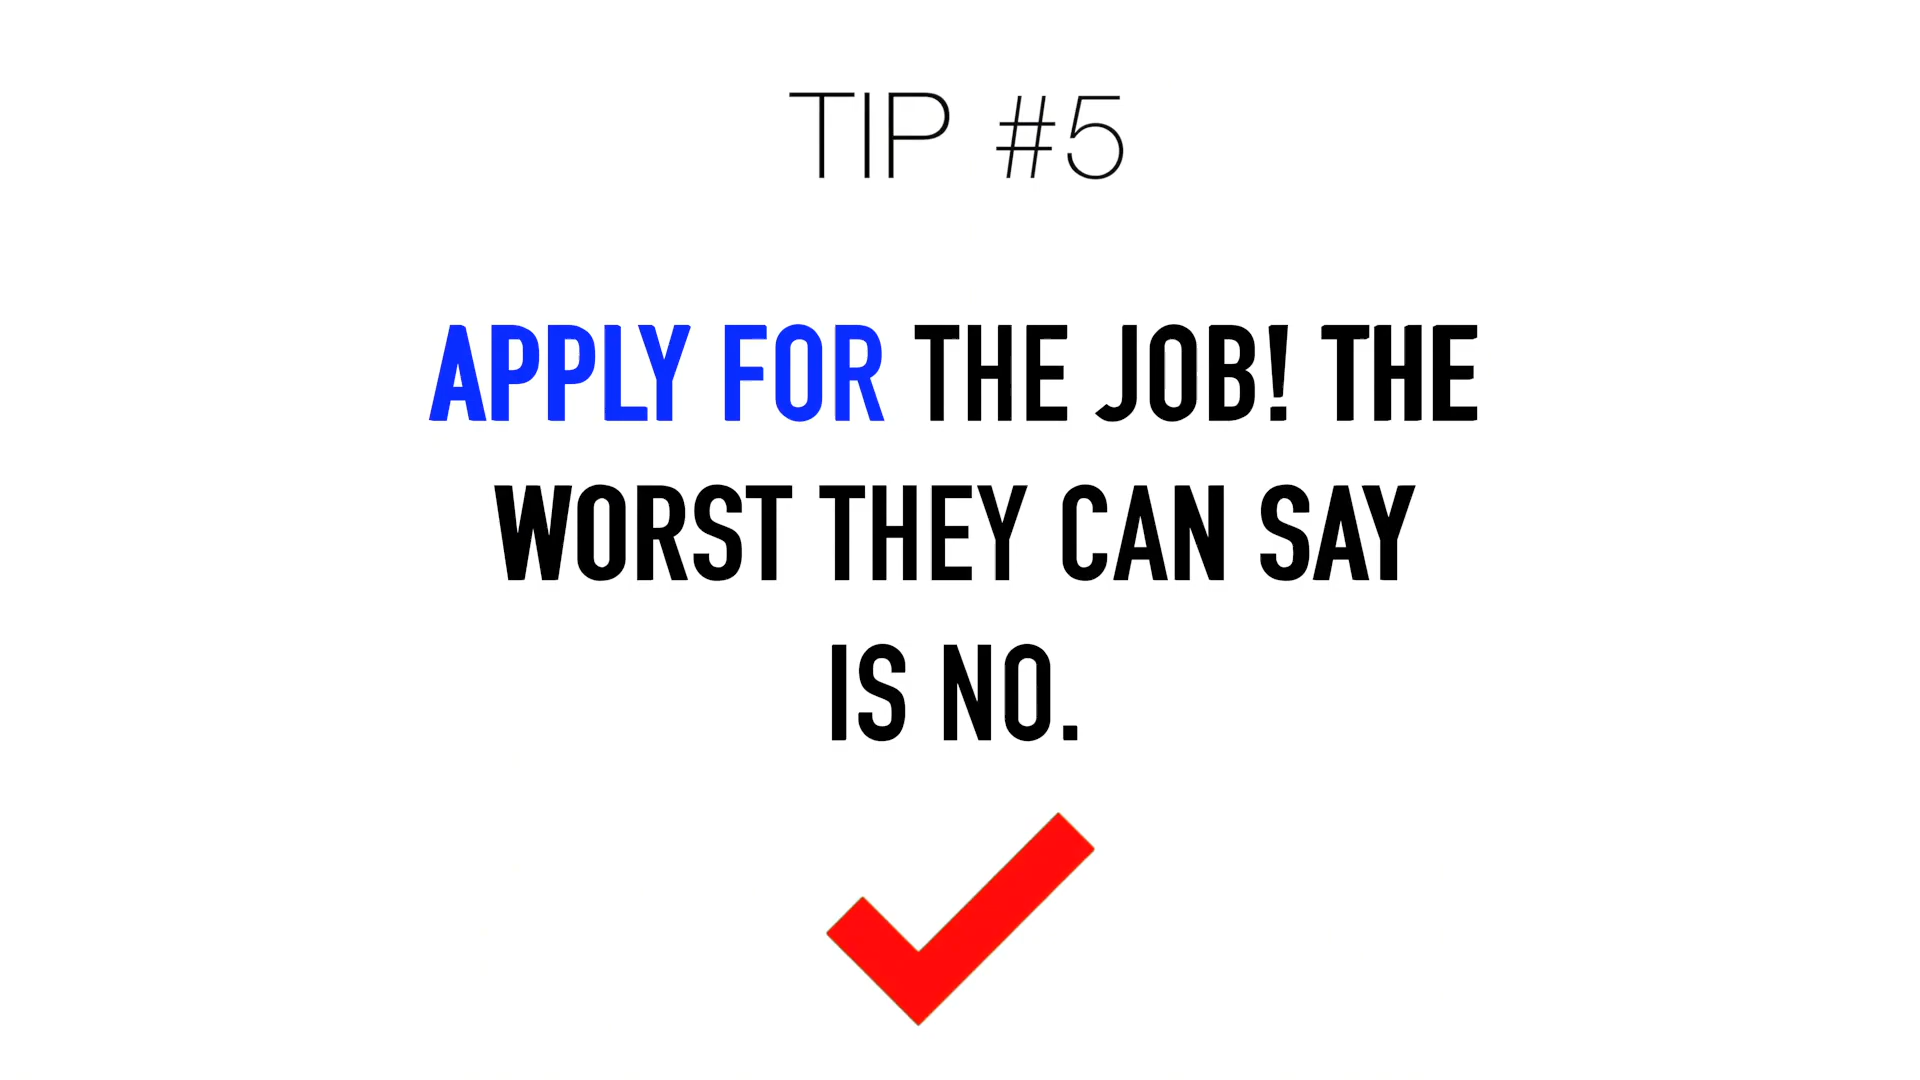 TIP #5
APPLY FOR THE JOB! THE
WORST THEY CAN SAY
IS NO.